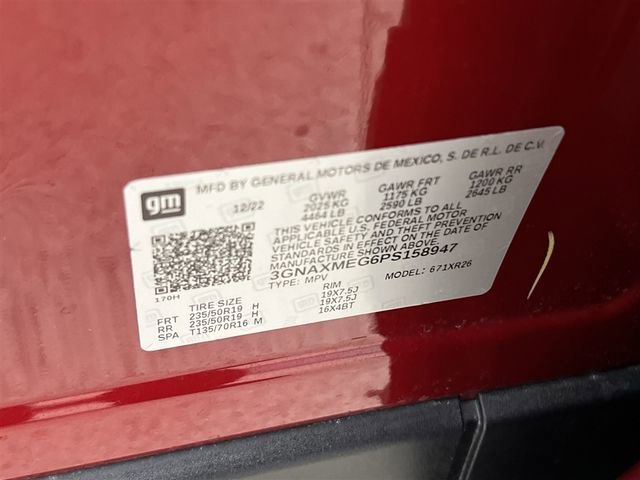 gm MFD BY GENERAL MOTORS DE MEXICO, S. DE R.L. DE C.V.
12/22 GVWR GAWR FRT GAWR RR
2025 KG 1175 KG 1200 KG
4464 LB 2590 LB 2645 LB
THIS VEHICLE CONFORMS TO ALL
APPLICABLE U.S. FEDERAL MOTOR
VEHICLE SAFETY AND THEFT PREVENTION
STANDARDS IN EFFECT ON THE DATE OF
MANUFACTURE SHOWN ABOVE.
3GNAXMEG6PS158947
170H TYPE: MPV MODEL: 671XR26
TIRE SIZE RIM
FRT 235/50R19 H 19X7.5J
RR 235/50R19 H 19X7.5J
SPA T135/70R16 M 16X4BT